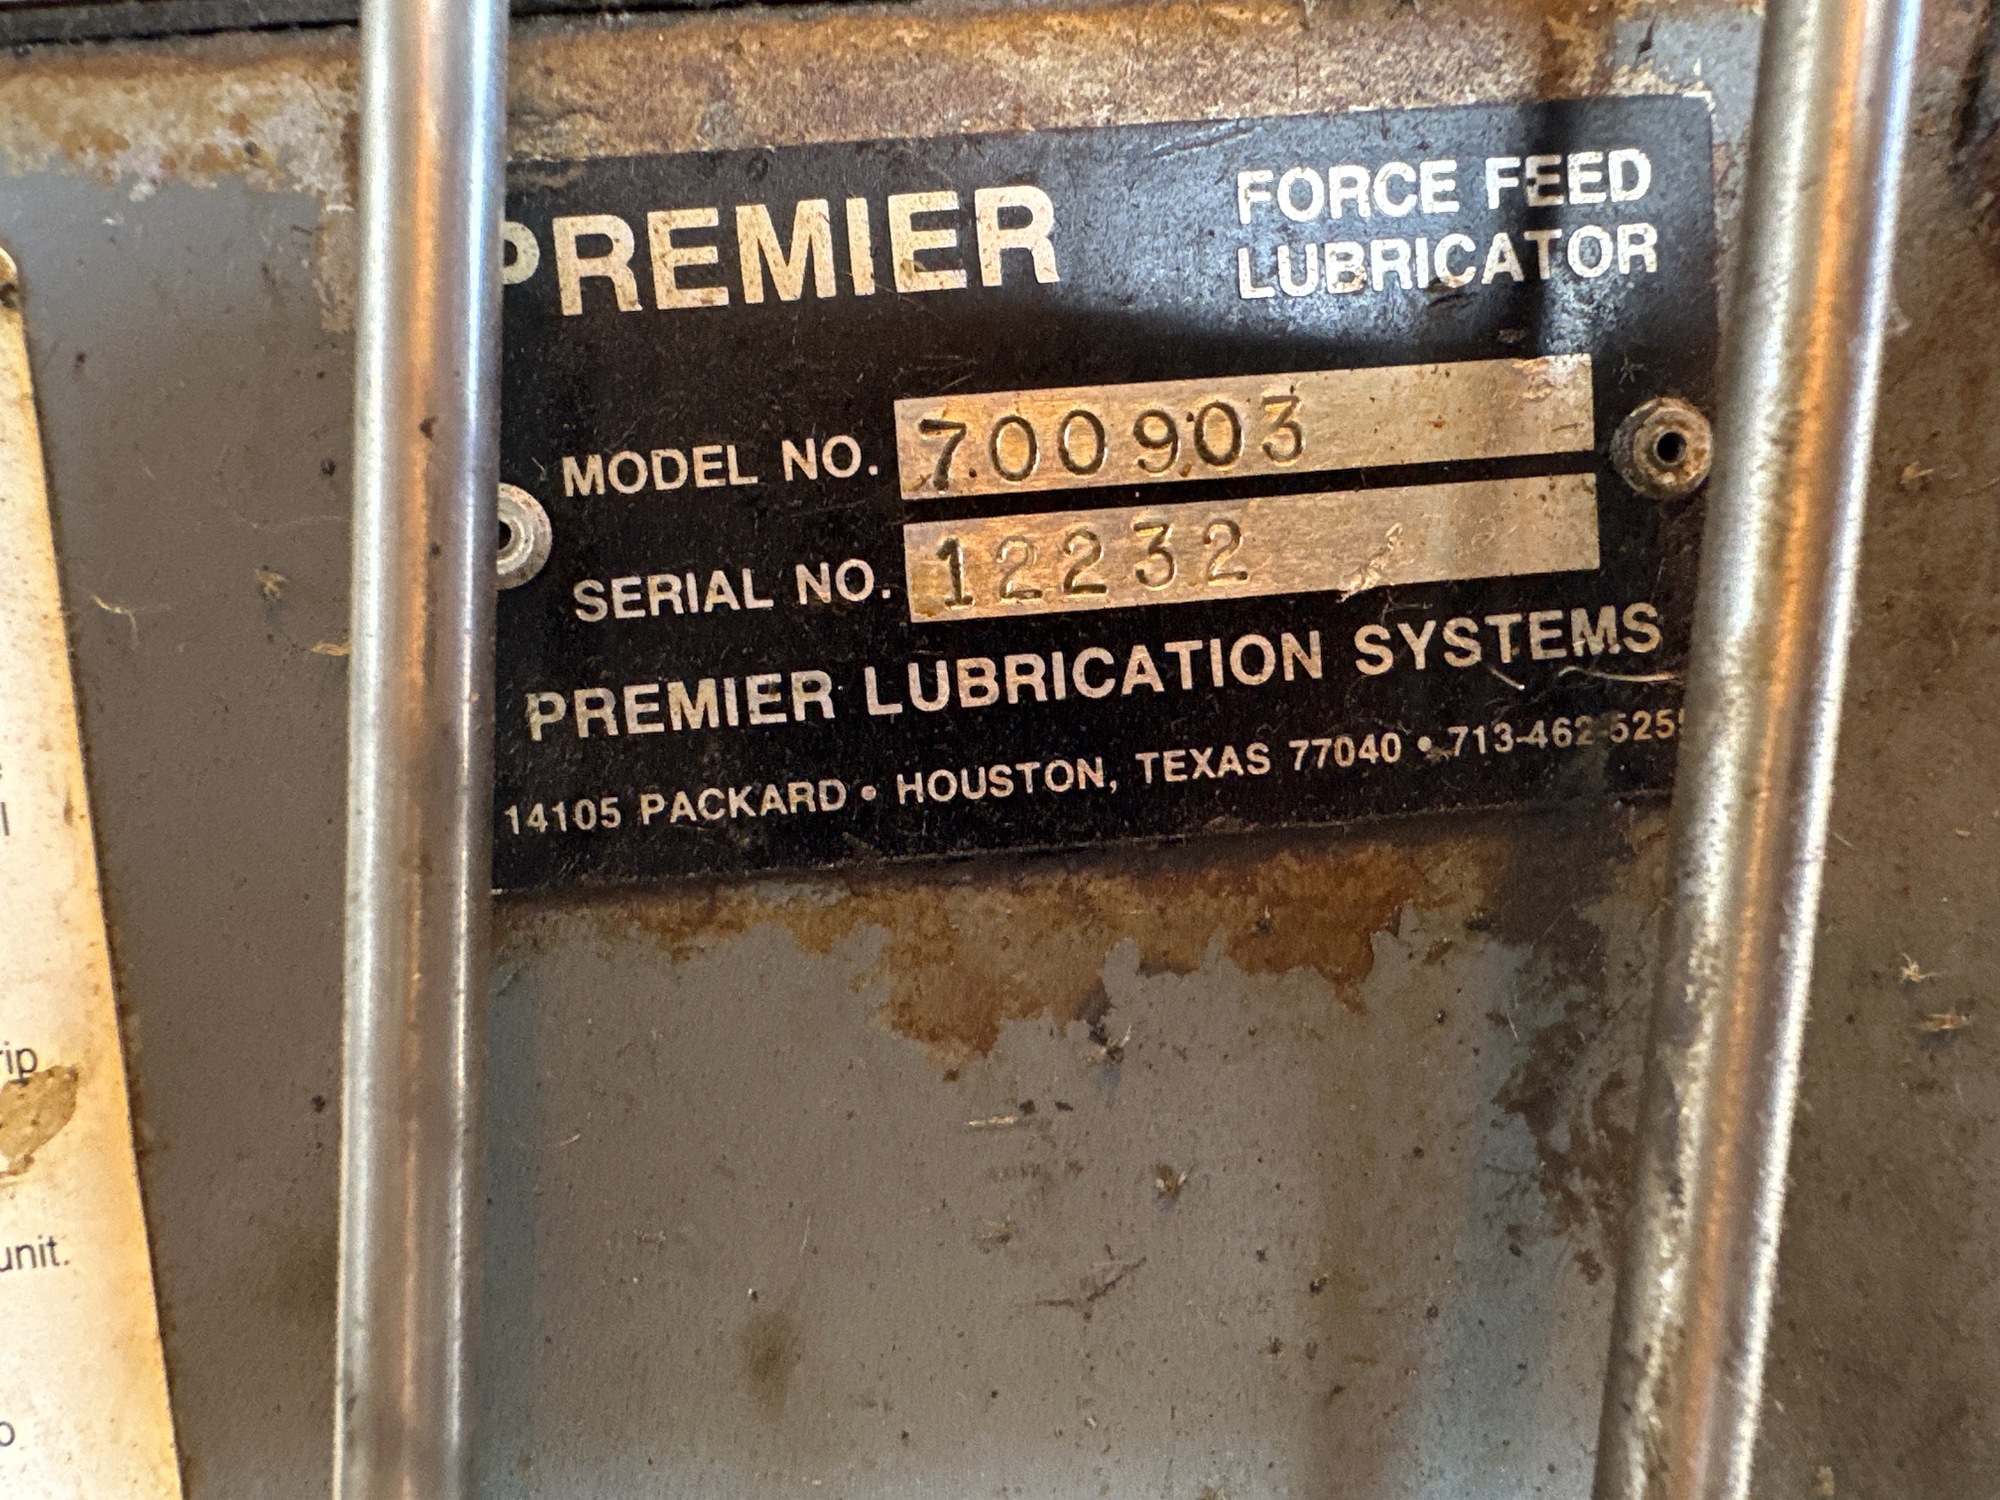 PREMIER
FORCE FEED
LUBRICATOR
MODEL NO. 700903
SERIAL NO. 12232
PREMIER LUBRICATION SYSTEMS
14105 PACKARD • HOUSTON, TEXAS 77040 • 713-462-525
unit.